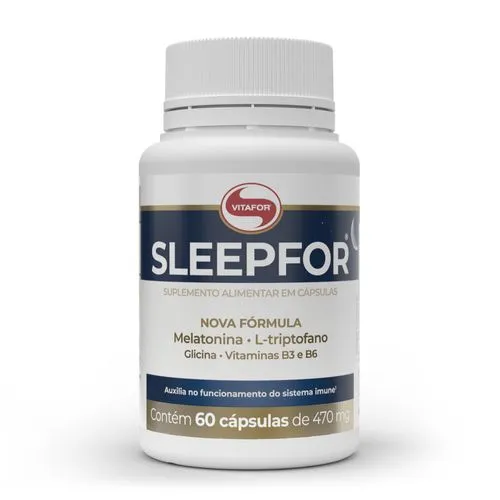 VITAFOR®
SLEEPFOR®
SUPLEMENTO ALIMENTAR EM CÁPSULAS
NOVA FÓRMULA
Melatonina • L-triptofano
Glicina • Vitaminas B3 e B6
Auxilia no funcionamento do sistema imune¹
Contém 60 cápsulas de 470 mg